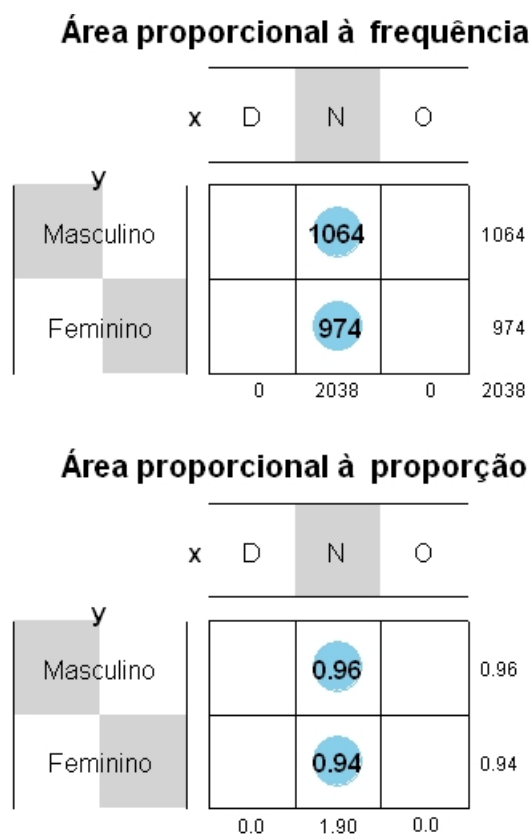 Área proporcional à frequência
x D N O
y
Masculino 1064 1064
Feminino 974 974
0 2038 0 2038
Área proporcional à proporção
x D N O
y
Masculino 0.96 0.96
Feminino 0.94 0.94
0.0 1.90 0.0